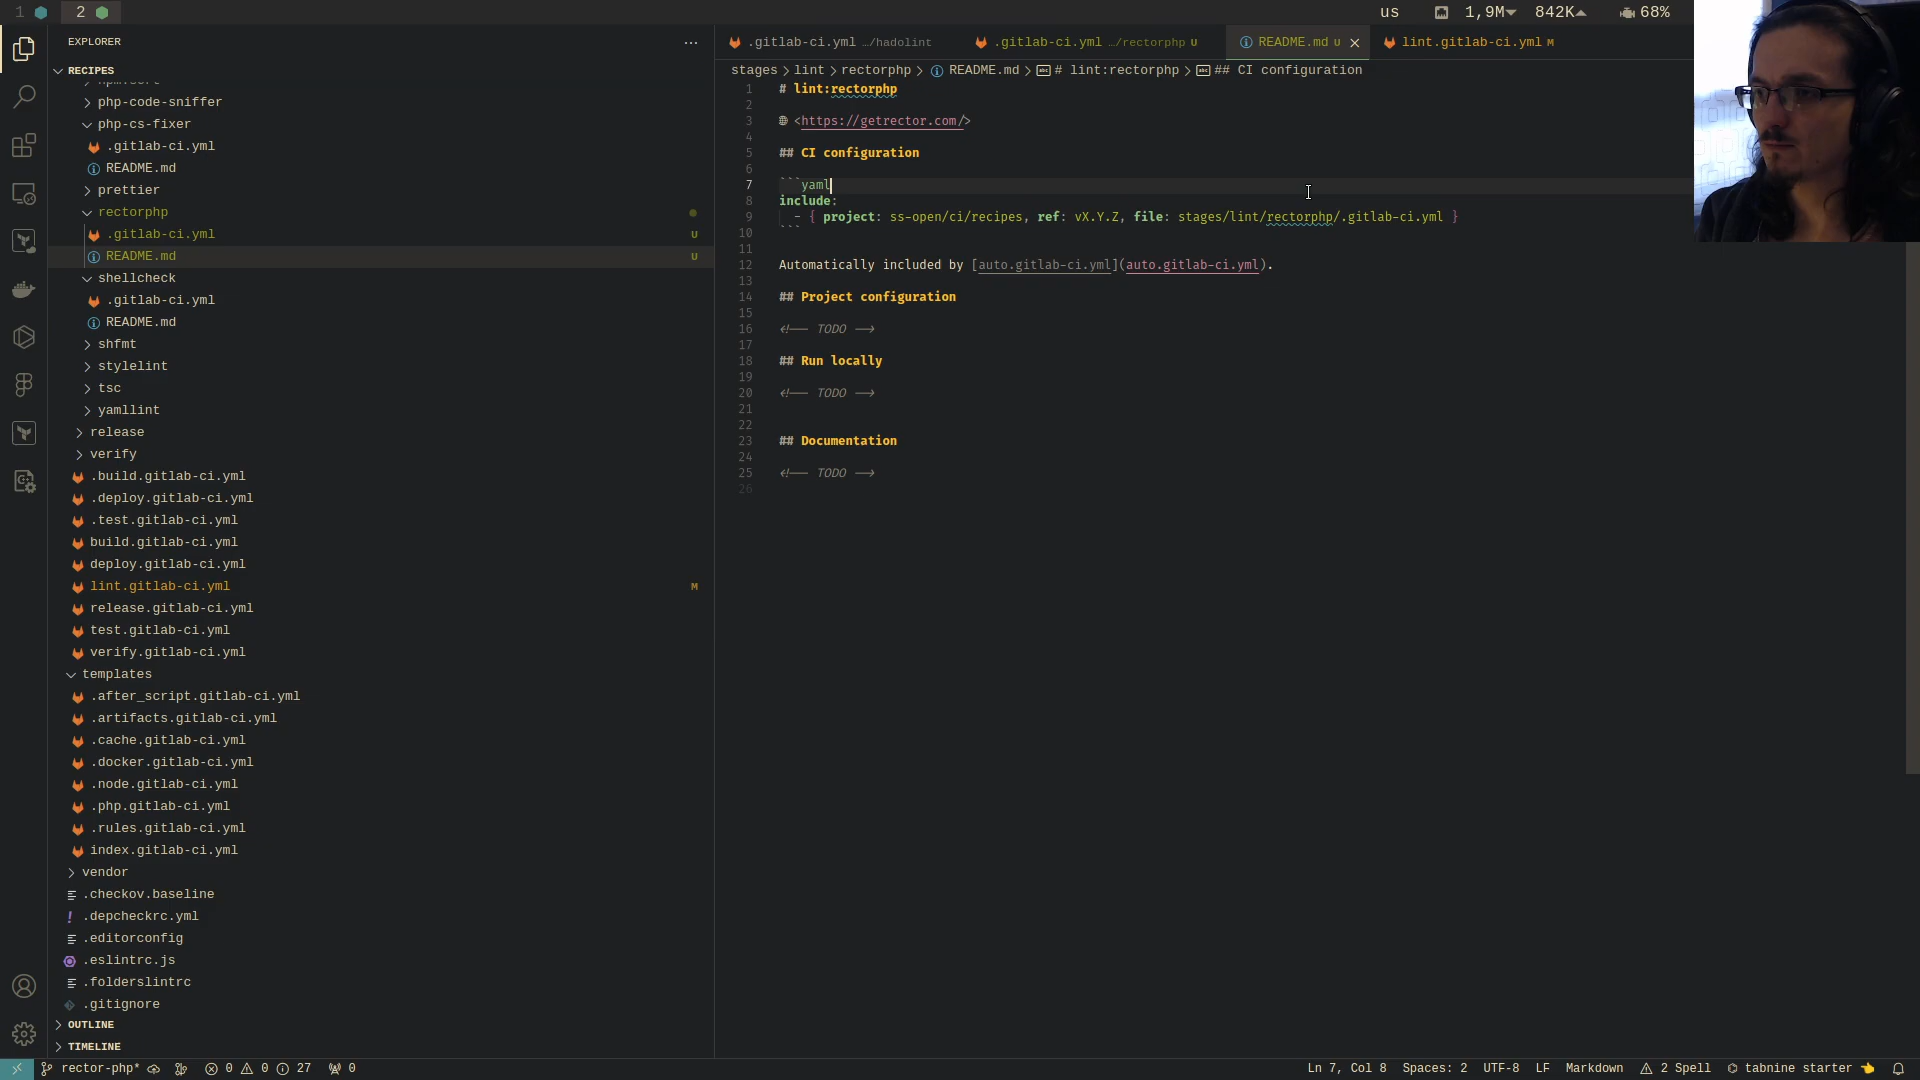 1 2 us 1,9M 842K 68%
EXPLORER
RECIPES
php-code-sniffer
php-cs-fixer
.gitlab-ci.yml
README.md
prettier
rectorphp
.gitlab-ci.yml U
README.md U
shellcheck
.gitlab-ci.yml
README.md
shfmt
stylelint
tsc
yamllint
release
verify
.build.gitlab-ci.yml
.deploy.gitlab-ci.yml
.test.gitlab-ci.yml
build.gitlab-ci.yml
deploy.gitlab-ci.yml
lint.gitlab-ci.yml M
release.gitlab-ci.yml
test.gitlab-ci.yml
verify.gitlab-ci.yml
templates
.after_script.gitlab-ci.yml
.artifacts.gitlab-ci.yml
.cache.gitlab-ci.yml
.docker.gitlab-ci.yml
.node.gitlab-ci.yml
.php.gitlab-ci.yml
.rules.gitlab-ci.yml
index.gitlab-ci.yml
vendor
.checkov.baseline
.depcheckrc.yml
.editorconfig
.eslintrc.js
.folderslintrc
.gitignore
OUTLINE
TIMELINE
.gitlab-ci.yml …/hadolint .gitlab-ci.yml …/rectorphp U README.md U lint.gitlab-ci.yml M
stages > lint > rectorphp > README.md > # lint:rectorphp > ## CI configuration
1 # lint:rectorphp
2
3 <https://getrector.com/>
4
5 ## CI configuration
6
7 ```yaml
8 include:
9 - { project: ss-open/ci/recipes, ref: vX.Y.Z, file: stages/lint/rectorphp/.gitlab-ci.yml }
10 ```
11
12 Automatically included by [auto.gitlab-ci.yml](auto.gitlab-ci.yml).
13
14 ## Project configuration
15
16 <!-- TODO -->
17
18 ## Run locally
19
20 <!-- TODO -->
21
22
23 ## Documentation
24
25 <!-- TODO -->
26
rector-php* 0 0 27 0 Ln 7, Col 8 Spaces: 2 UTF-8 LF Markdown 2 Spell tabnine starter